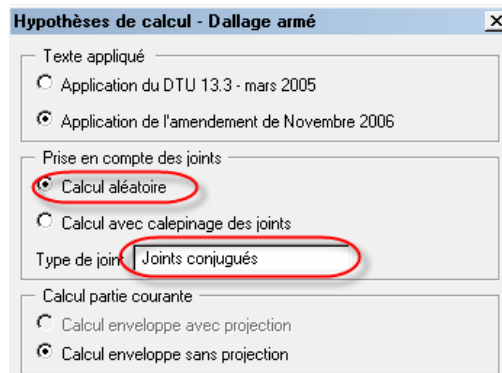 Hypothèses de calcul - Dallage armé
Texte appliqué
Application du DTU 13.3 - mars 2005
Application de l'amendement de Novembre 2006
Prise en compte des joints
Calcul aléatoire
Calcul avec calepinage des joints
Type de joint Joints conjugués
Calcul partie courante
Calcul enveloppe avec projection
Calcul enveloppe sans projection